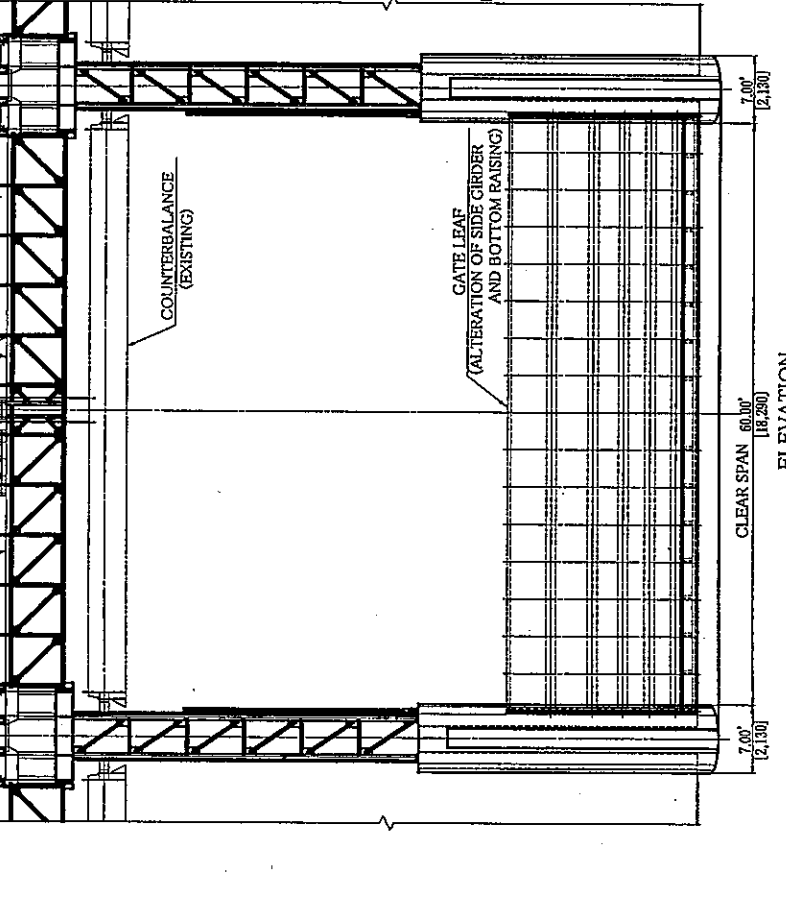 COUNTERBALANCE
(EXISTING)
GATE LEAF
(ALTERATION OF SIDE GIRDER
AND BOTTOM RAISING)
7.00'
[2,130]
CLEAR SPAN 60.00'
[18,290]
7.00'
[2,130]
ELEVATION